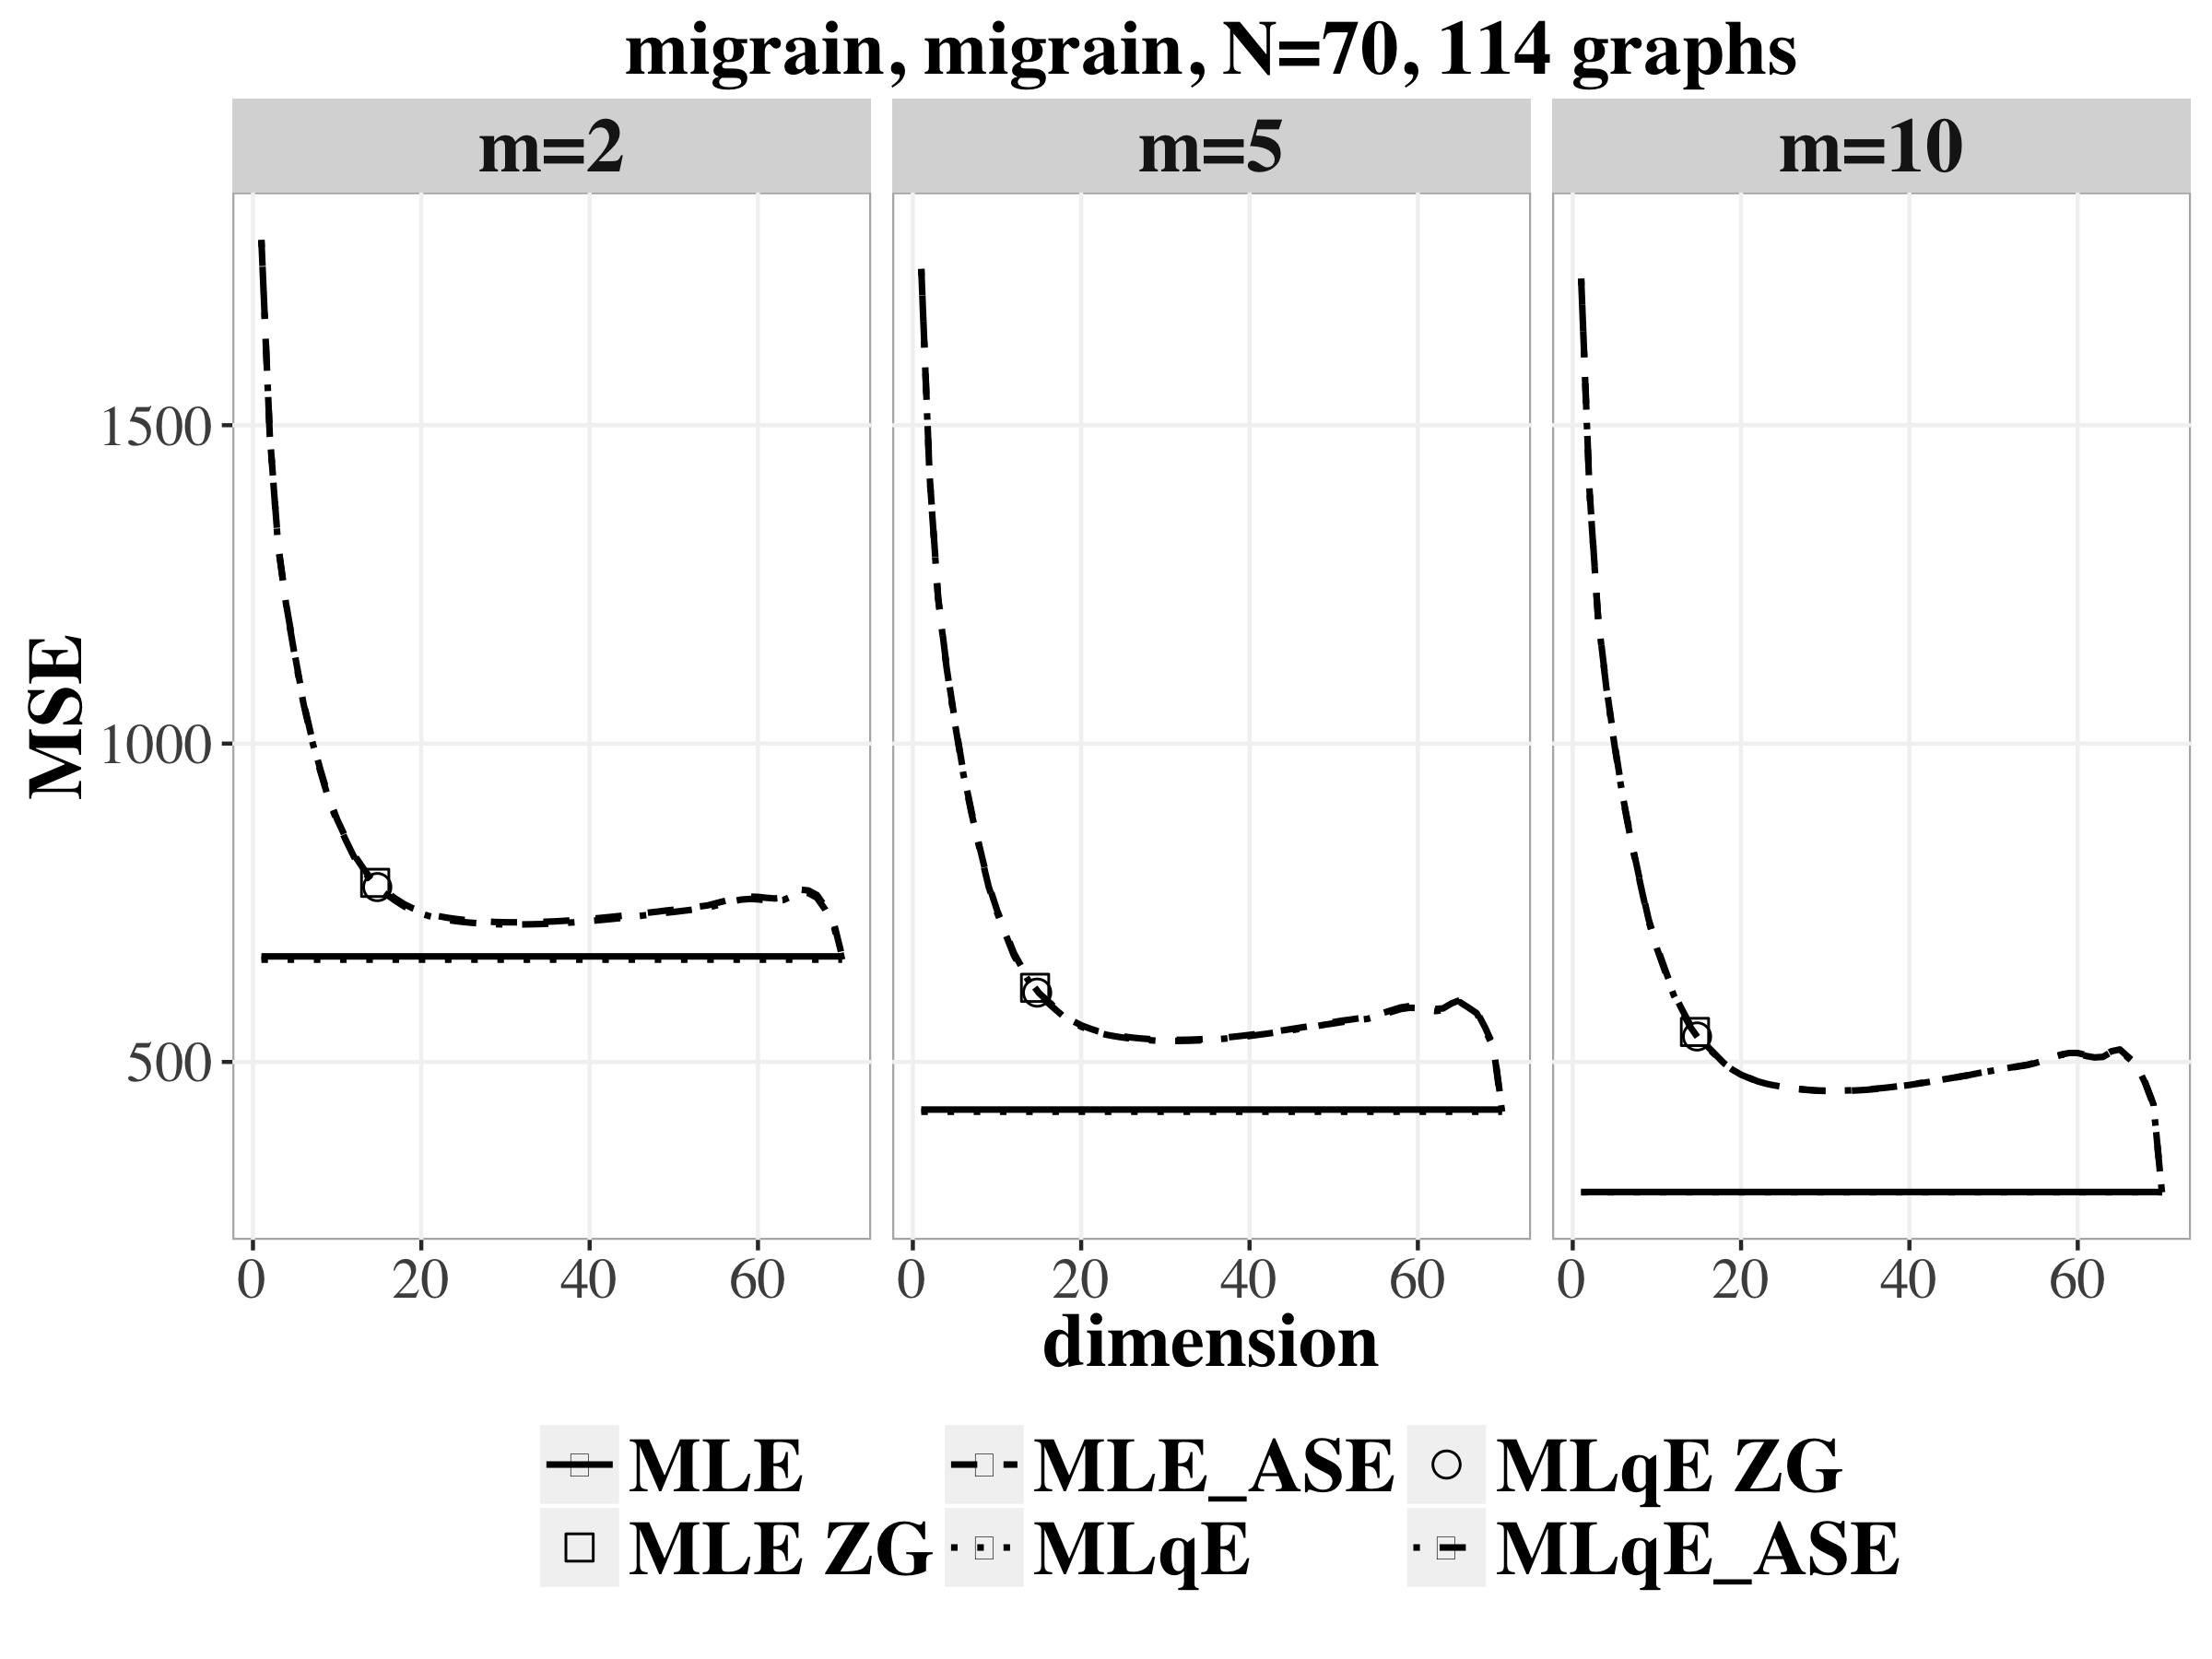 migrain, migrain, N=70, 114 graphs
m=2 m=5 m=10
MSE
1500
1000
500
0 20 40 60 0 20 40 60 0 20 40 60
dimension
MLE MLE_ASE MLqE ZG
MLE ZG MLqE MLqE_ASE